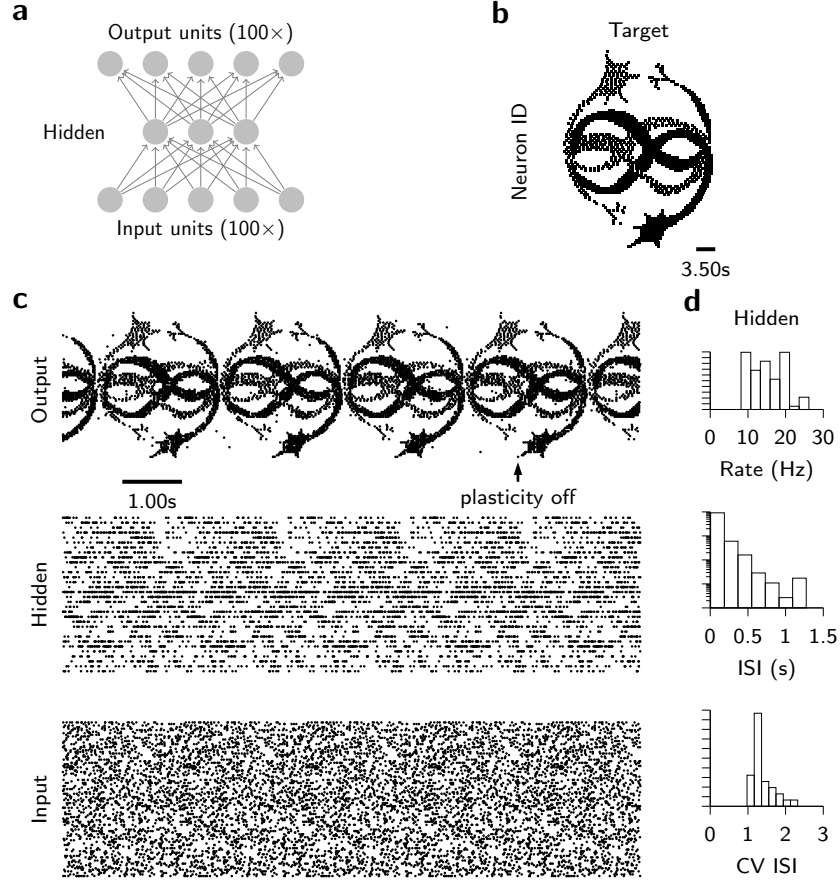 a
Output units (100×)
Hidden
Input units (100×)
b
Target
Neuron ID
3.50s
c
Output
1.00s
plasticity off
Hidden
Input
d
Hidden
0 10 20 30
Rate (Hz)
0 0.5 1 1.5
ISI (s)
0 1 2 3
CV ISI